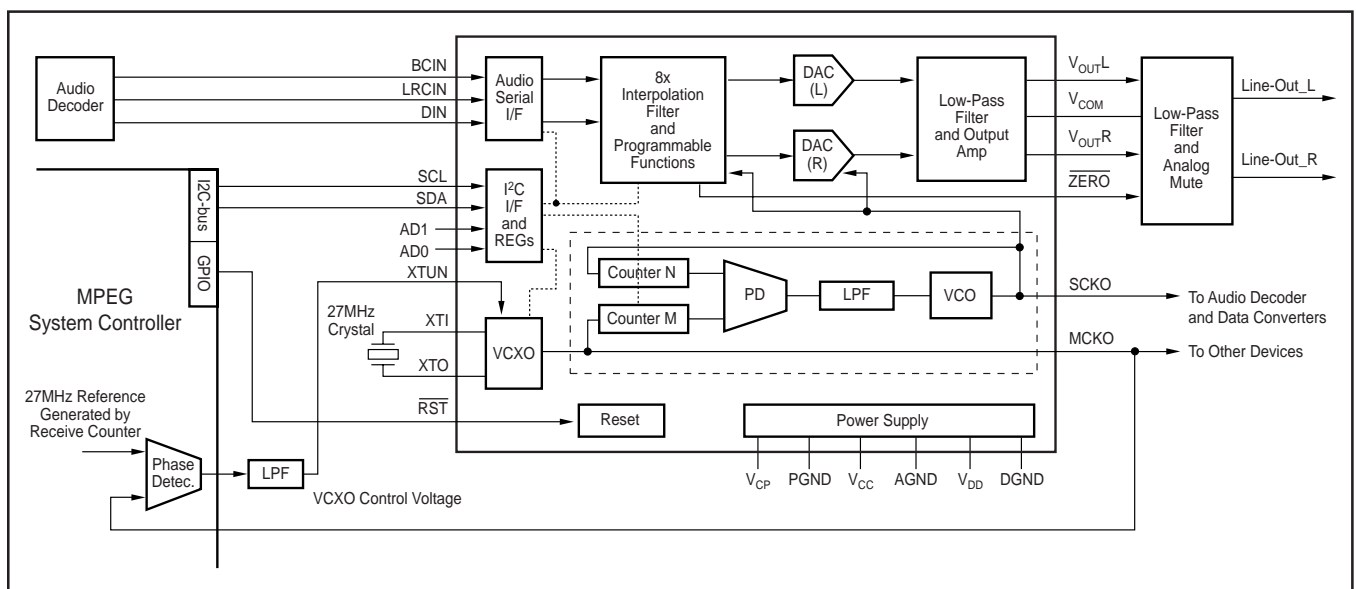 Audio
Decoder
BCIN
LRCIN
DIN
Audio
Serial
I/F
8x
Interpolation
Filter
and
Programmable
Functions
DAC
(L)
DAC
(R)
Low-Pass
Filter
and Output
Amp
VOUTL
VCOM
VOUTR
ZERO
Low-Pass
Filter
and
Analog
Mute
Line-Out_L
Line-Out_R
I2C-bus
GPIO
MPEG
System Controller
SCL
SDA
AD1
AD0
XTUN
I2C
I/F
and
REGs
27MHz
Crystal
XTI
XTO
VCXO
Counter N
Counter M
PD
LPF
VCO
SCKO
MCKO
To Audio Decoder
and Data Converters
To Other Devices
RST
Reset
Power Supply
VCP
PGND
VCC
AGND
VDD
DGND
27MHz Reference
Generated by
Receive Counter
Phase
Detec.
LPF
VCXO Control Voltage